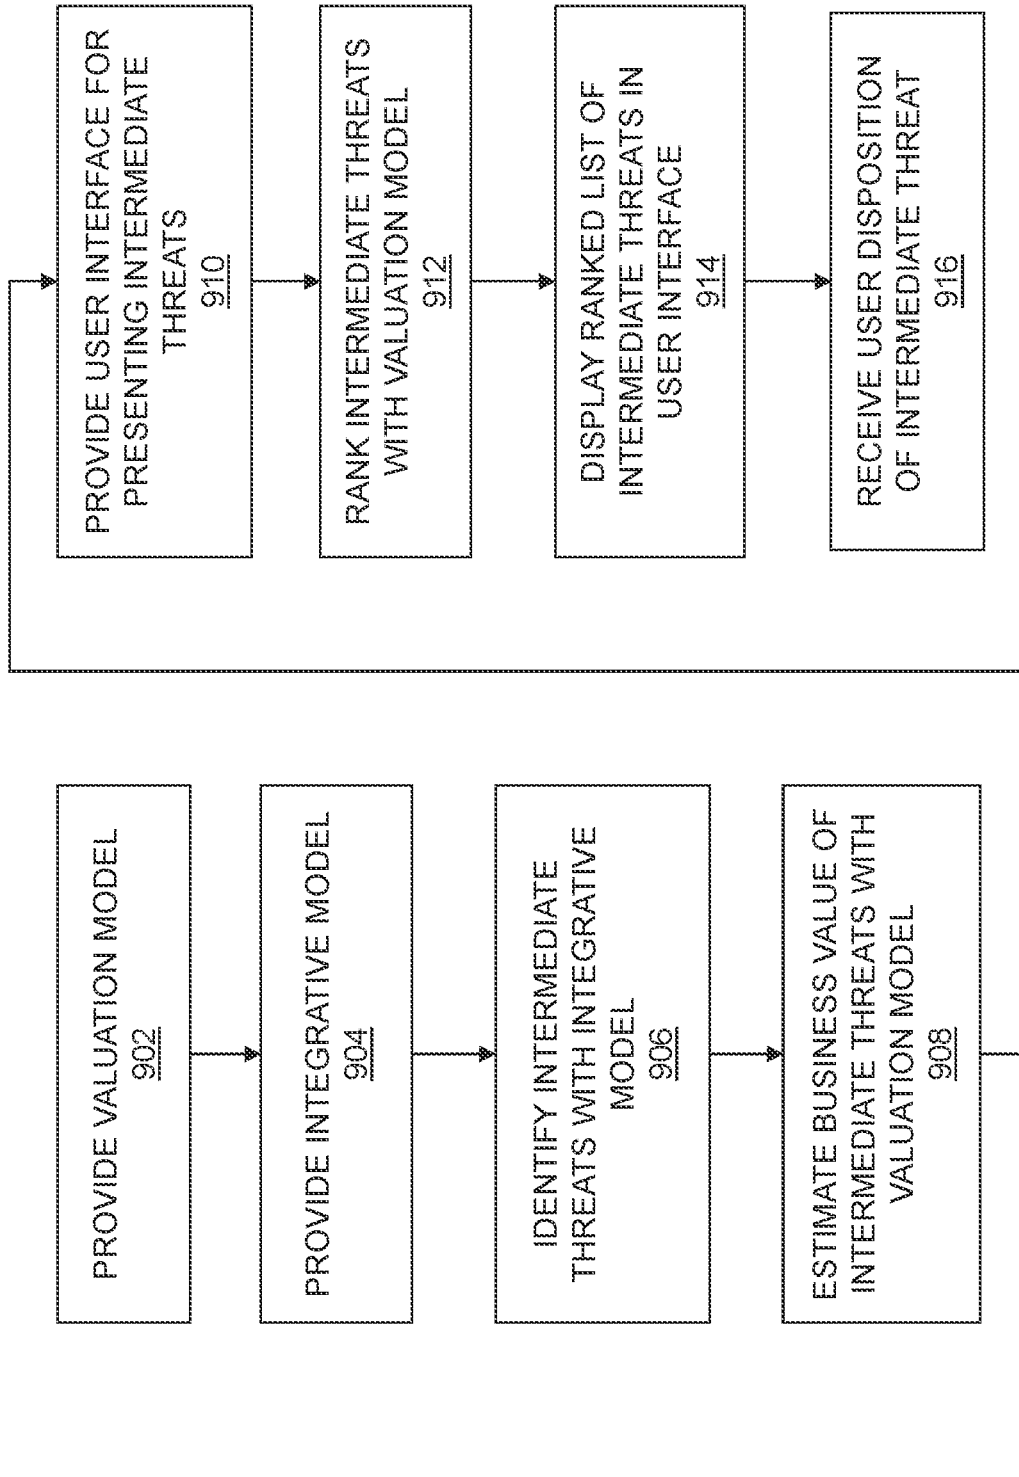 PROVIDE VALUATION MODEL
902
PROVIDE INTEGRATIVE MODEL
904
IDENTIFY INTERMEDIATE
THREATS WITH INTEGRATIVE
MODEL
906
ESTIMATE BUSINESS VALUE OF
INTERMEDIATE THREATS WITH
VALUATION MODEL
908
PROVIDE USER INTERFACE FOR
PRESENTING INTERMEDIATE
THREATS
910
RANK INTERMEDIATE THREATS
WITH VALUATION MODEL
912
DISPLAY RANKED LIST OF
INTERMEDIATE THREATS IN
USER INTERFACE
914
RECEIVE USER DISPOSITION
OF INTERMEDIATE THREAT
916